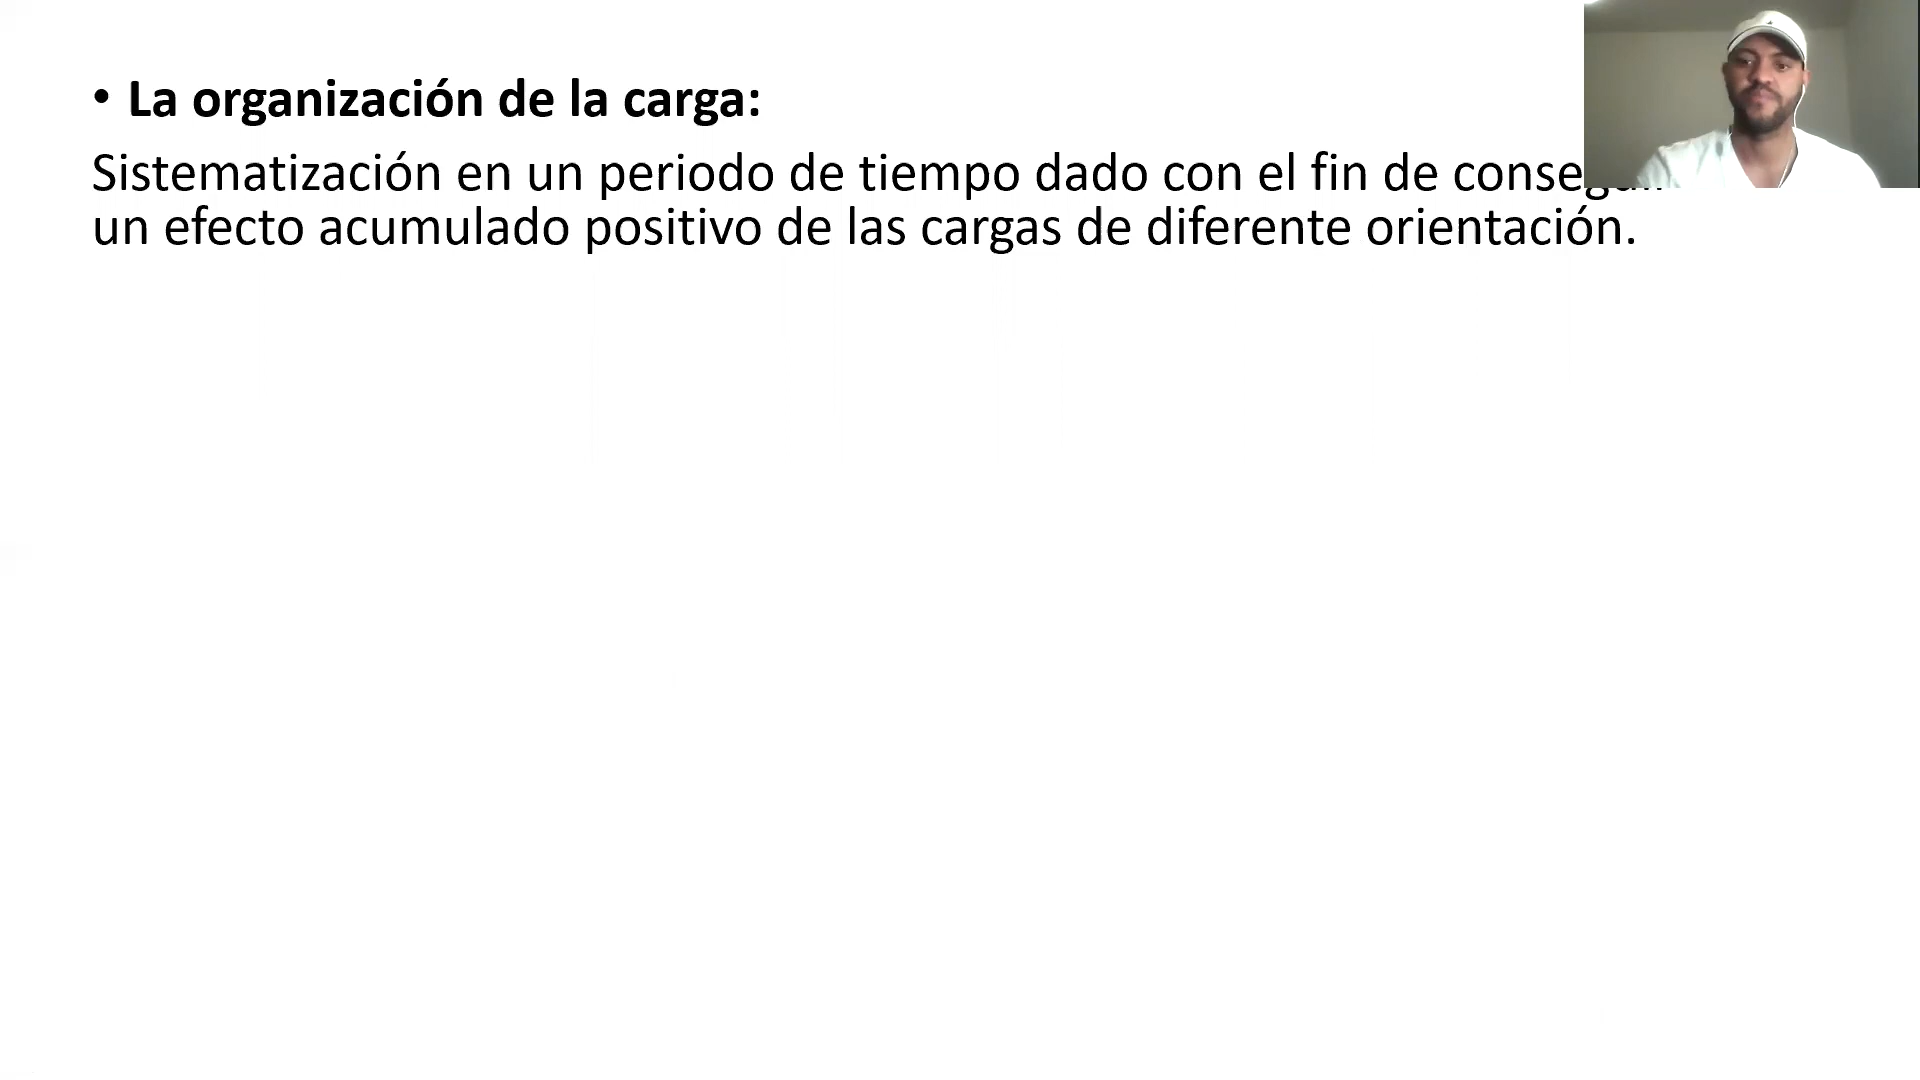 • La organización de la carga:
Sistematización en un periodo de tiempo dado con el fin de
un efecto acumulado positivo de las cargas de diferente orientación.